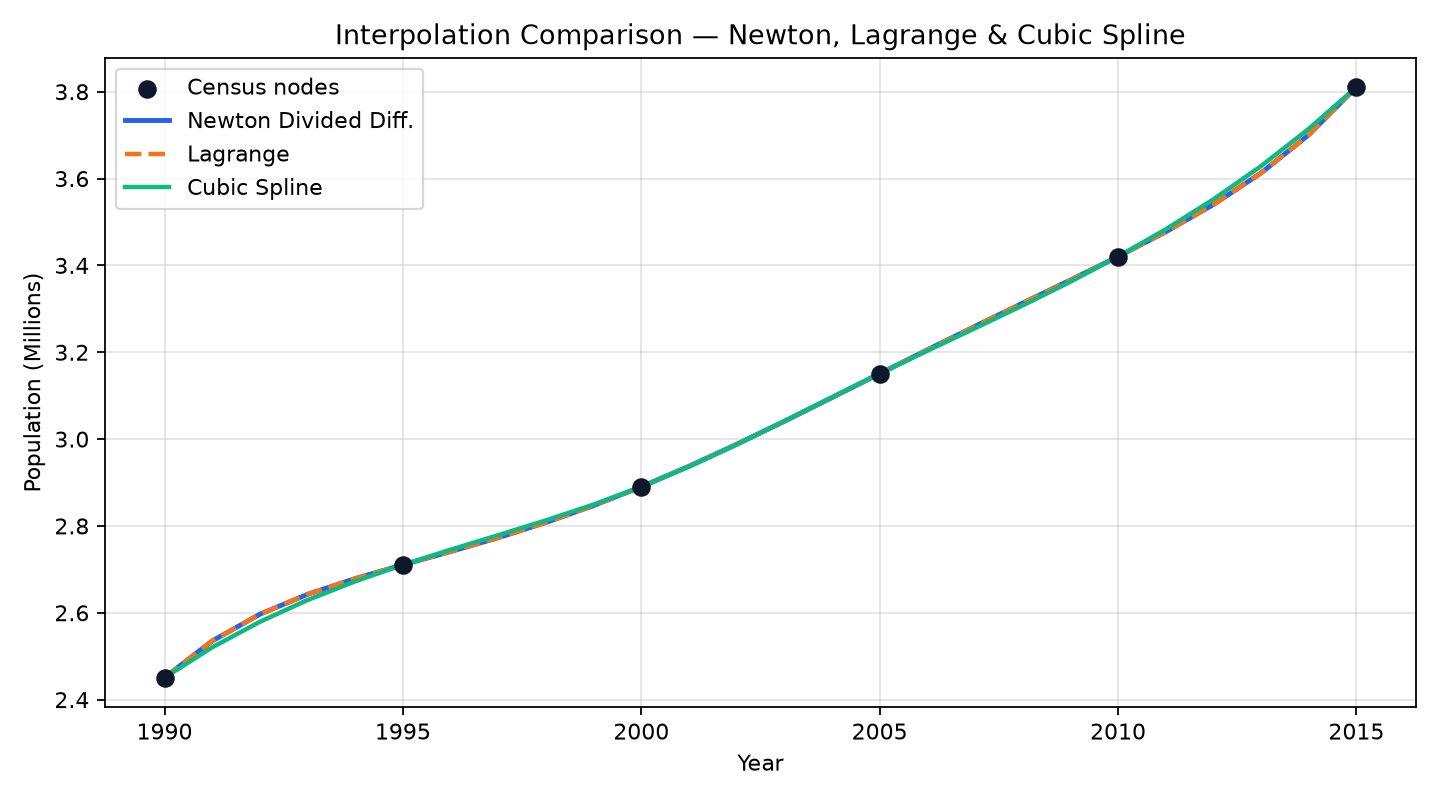 Interpolation Comparison — Newton, Lagrange & Cubic Spline
Census nodes
Newton Divided Diff.
Lagrange
Cubic Spline
Population (Millions)
3.8
3.6
3.4
3.2
3.0
2.8
2.6
2.4
1990 1995 2000 2005 2010 2015
Year